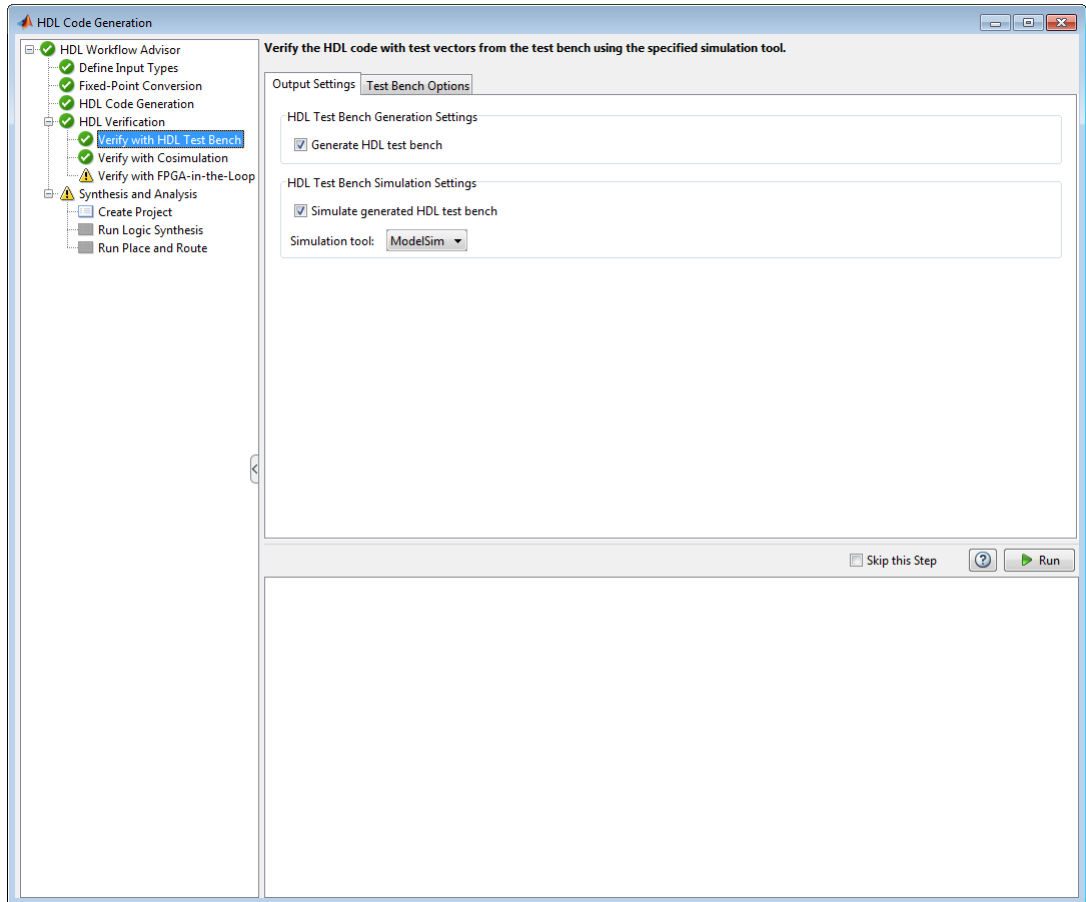 HDL Code Generation
HDL Workflow Advisor
Define Input Types
Fixed-Point Conversion
HDL Code Generation
HDL Verification
Verify with HDL Test Bench
Verify with Cosimulation
Verify with FPGA-in-the-Loop
Synthesis and Analysis
Create Project
Run Logic Synthesis
Run Place and Route
Verify the HDL code with test vectors from the test bench using the specified simulation tool.
Output Settings Test Bench Options
HDL Test Bench Generation Settings
Generate HDL test bench
HDL Test Bench Simulation Settings
Simulate generated HDL test bench
Simulation tool: ModelSim
Skip this Step ? Run